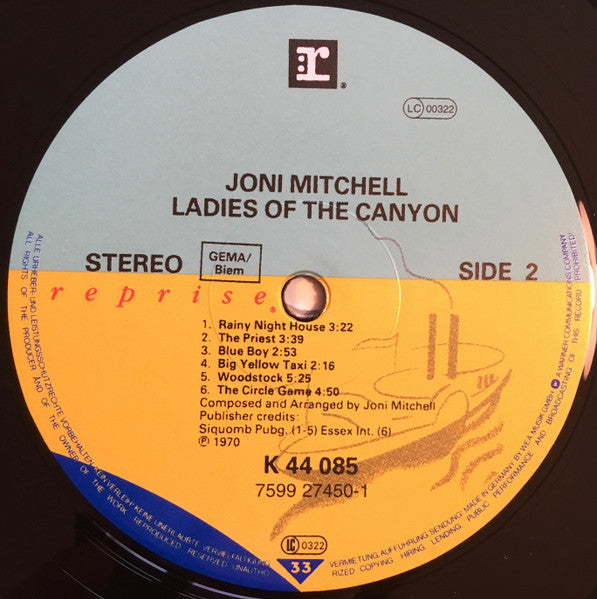 r
®
LC 00322
JONI MITCHELL
LADIES OF THE CANYON
STEREO
GEMA/
Biem
SIDE 2
reprise®
1. Rainy Night House 3:22
2. The Priest 3:39
3. Blue Boy 2:53
4. Big Yellow Taxi 2:16
5. Woodstock 5:25
6. The Circle Game 4:50
Composed and Arranged by Joni Mitchell
Publisher credits:
Siquomb Pubg. (1-5) Essex Int. (6)
℗ 1970
K 44 085
7599 27450-1
LC 0322
33
ALLE URHEBER- UND LEISTUNGSSCHUTZRECHTE VORBEHALTEN KEIN VERLEIH! KEINE UNERLAUBTE VERVIELFÄLTIGUNG
VERMIETUNG, AUFFÜHRUNG, SENDUNG! MADE IN GERMANY BY WEA MUSIK GMBH A WARNER COMMUNICATIONS COMPANY
ALL RIGHTS OF THE PRODUCER AND OF THE OWNER OF THE WORK REPRODUCED UNAUTHO
RIZED COPYING, HIRING, LENDING, PUBLIC PERFORMANCE AND BROADCASTING OF THIS RECORD PROHIBITED!